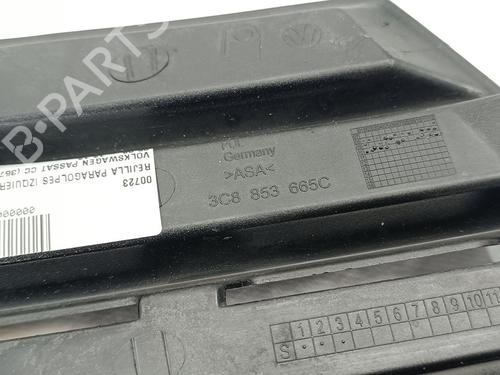 B-PARTS
PDL
Germany
>ASA<
3C8 853 665C
00723
REJILLA PARAGOLPES IZQUIER
VOLKSWAGEN PASSAT CC (357
S 1 2 3 4 5 6 7 8 9 10 11